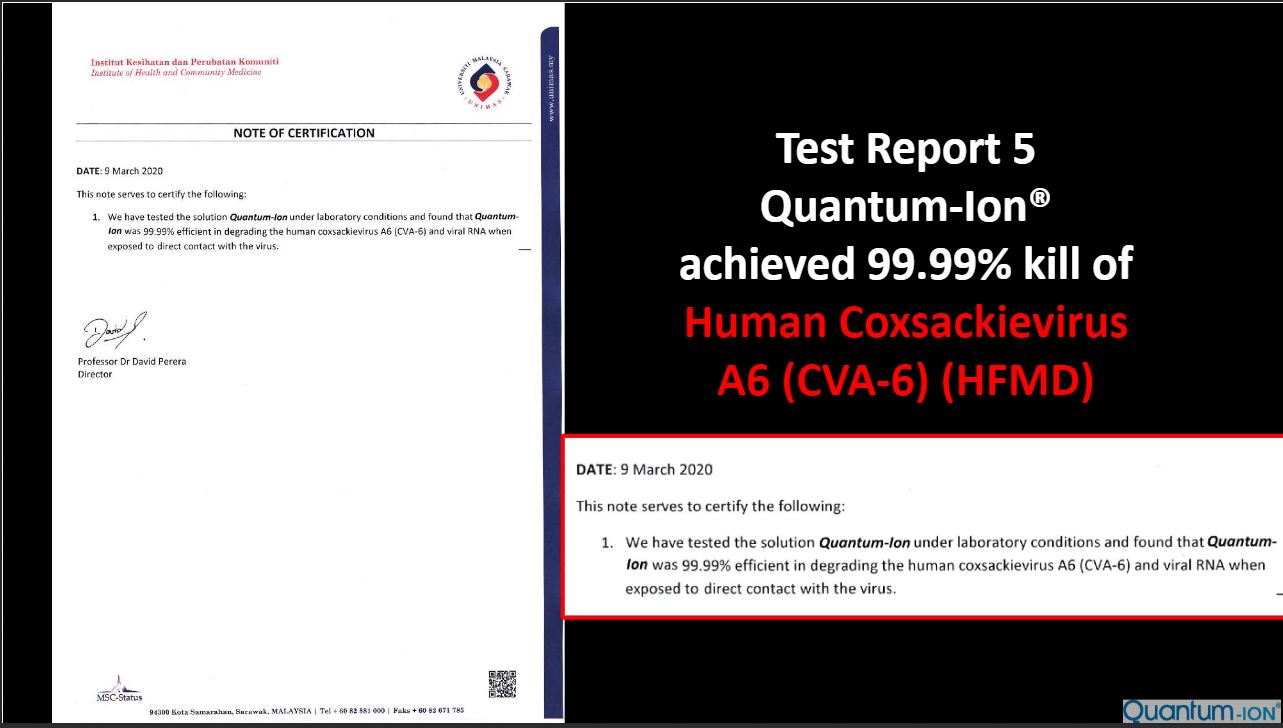 Institut Kesihatan dan Perubatan Komuniti
Institute of Health and Community Medicine
UNIVERSITI MALAYSIA SARAWAK
UNIMAS
www.unimas.my
NOTE OF CERTIFICATION
DATE: 9 March 2020
This note serves to certify the following:
1. We have tested the solution Quantum-Ion under laboratory conditions and found that Quantum-
Ion was 99.99% efficient in degrading the human coxsackievirus A6 (CVA-6) and viral RNA when
exposed to direct contact with the virus.
Professor Dr David Perera
Director
MSC-Status
94300 Kota Samarahan, Sarawak, MALAYSIA | Tel + 60 82 581 000 | Faks + 60 82 671 785
Test Report 5
Quantum-Ion®
achieved 99.99% kill of
Human Coxsackievirus
A6 (CVA-6) (HFMD)
DATE: 9 March 2020
This note serves to certify the following:
1. We have tested the solution Quantum-Ion under laboratory conditions and found that Quantum-
Ion was 99.99% efficient in degrading the human coxsackievirus A6 (CVA-6) and viral RNA when
exposed to direct contact with the virus.
Quantum-ION®